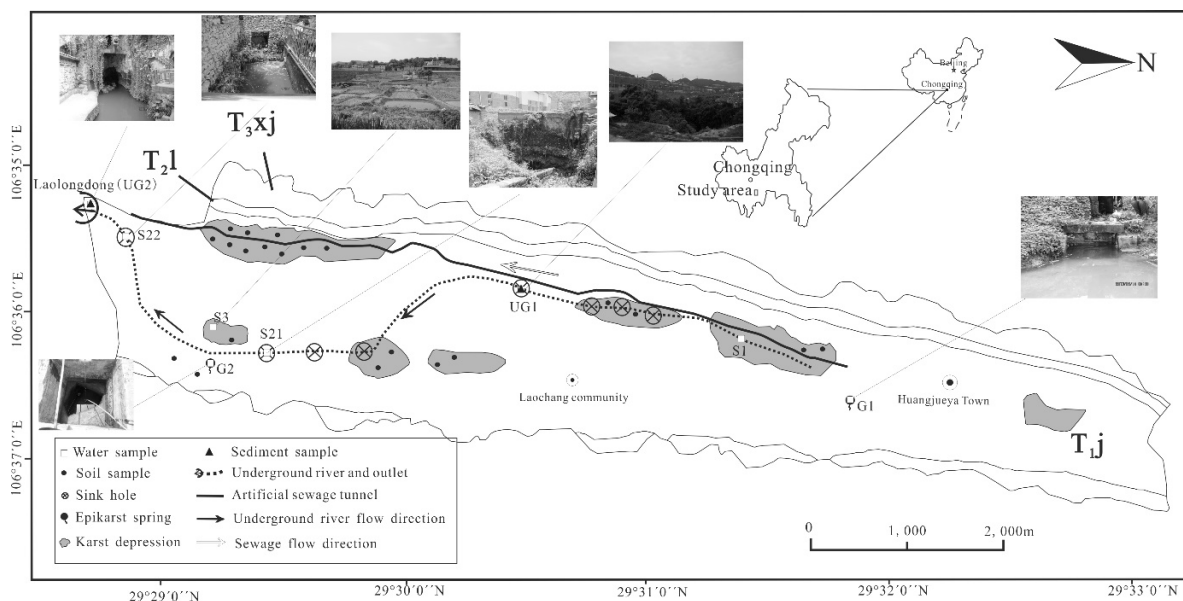 Beijing
Chongqing
N
T₃xj
T₂l
Chongqing
Study area
106°35′0′′E
Laolongdong (UG2)
S22
UG1
106°36′0′′E
S3
S21
S1
G2
Laochang community
G1
Huangjueya Town
T₁j
106°37′0′′E
Water sample
Soil sample
Sink hole
Epikarst spring
Karst depression
Sediment sample
Underground river and outlet
Artificial sewage tunnel
Underground river flow direction
Sewage flow direction
0 1,000 2,000m
29°29′0′′N 29°30′0′′N 29°31′0′′N 29°32′0′′N 29°33′0′′N